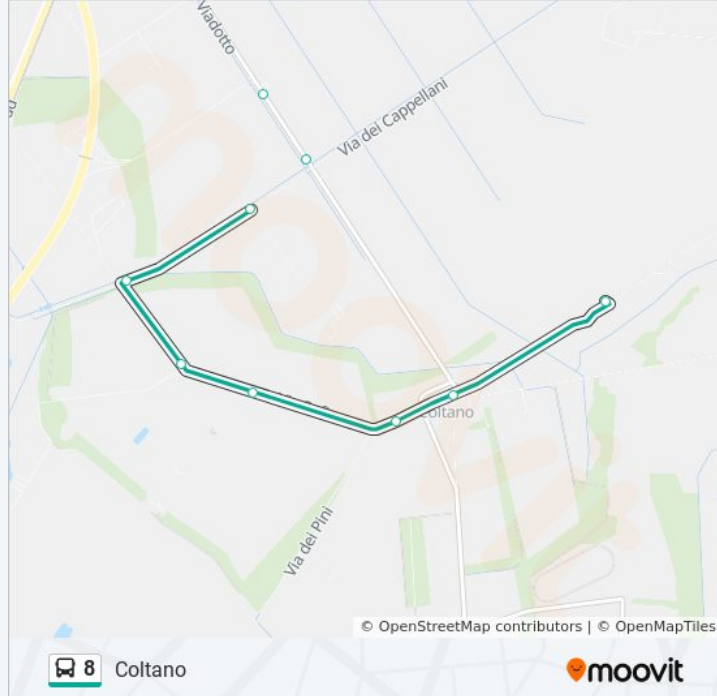 Viadotto
Via dei Cappellani
Coltano
Via dei Pini
© OpenStreetMap contributors | © OpenMapTiles
8 Coltano
moovit